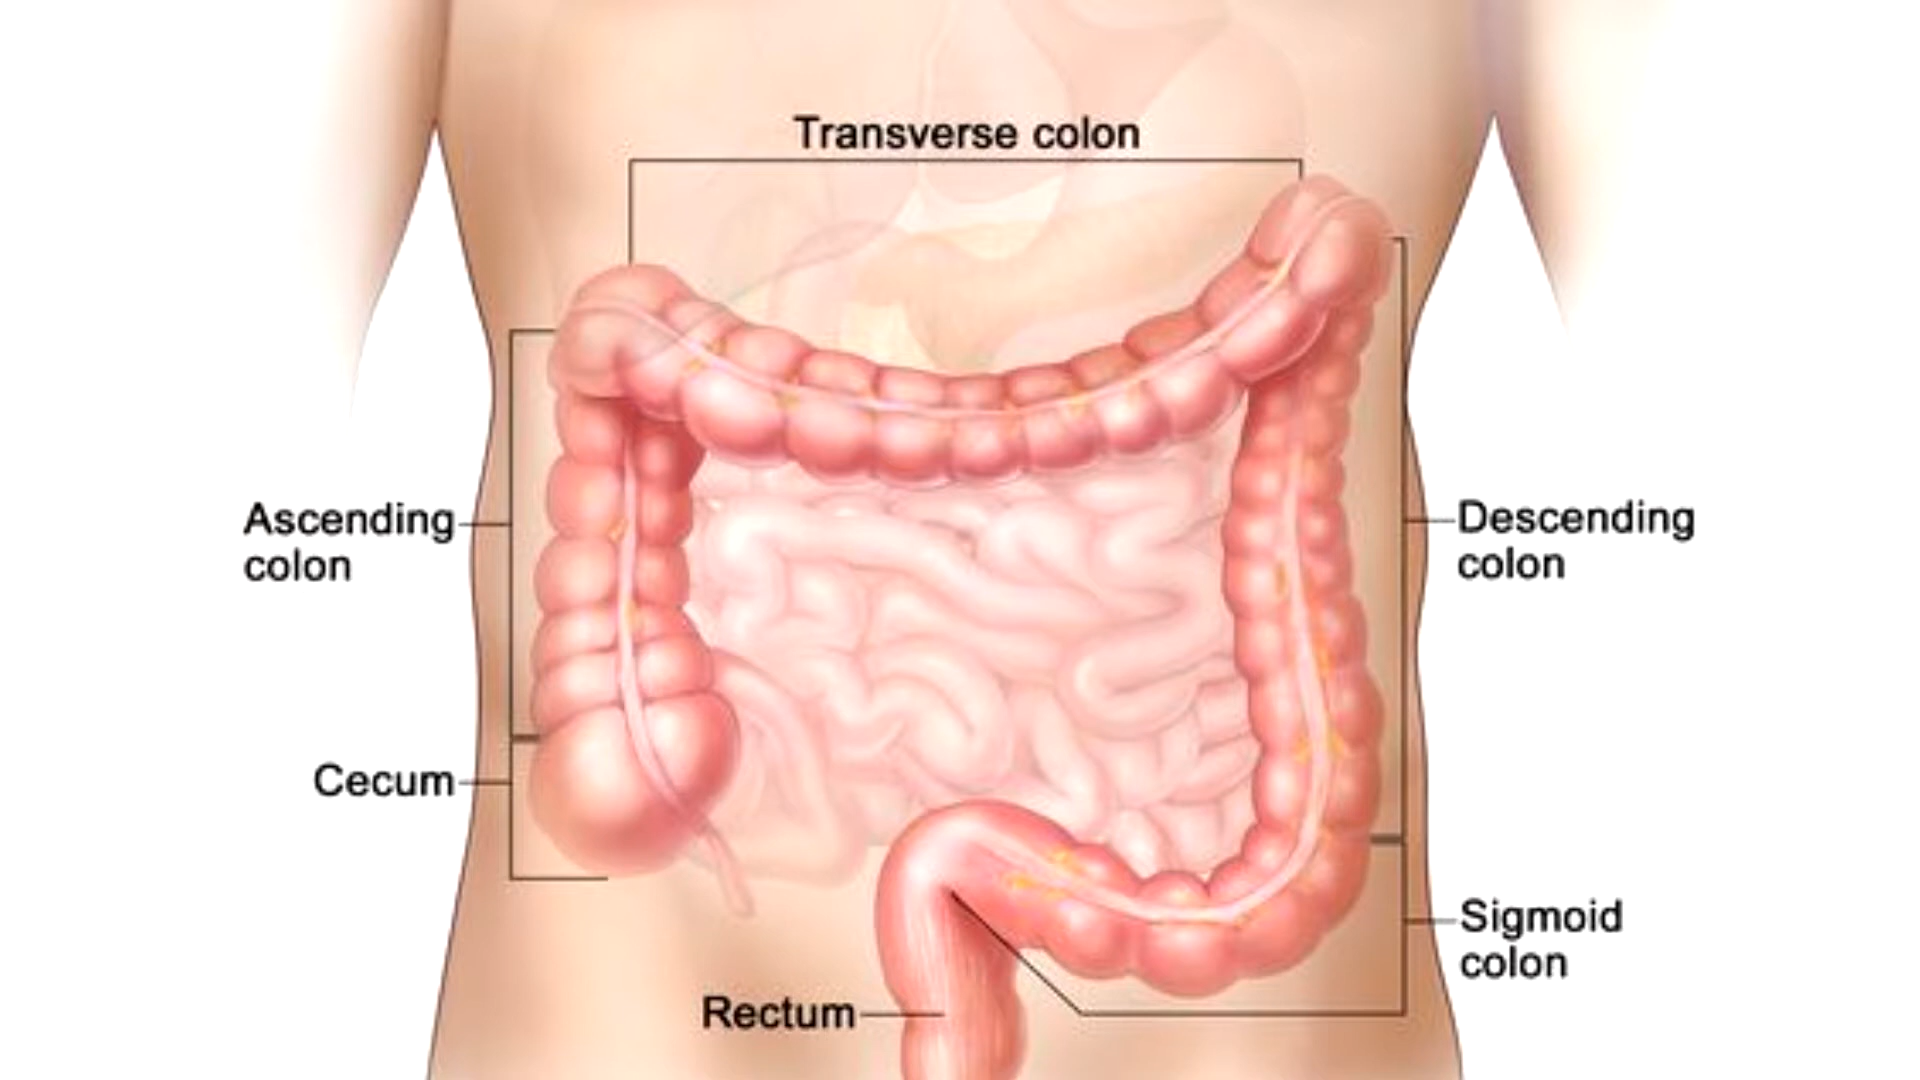 Transverse colon
Ascending
colon
Descending
colon
Cecum
Sigmoid
colon
Rectum